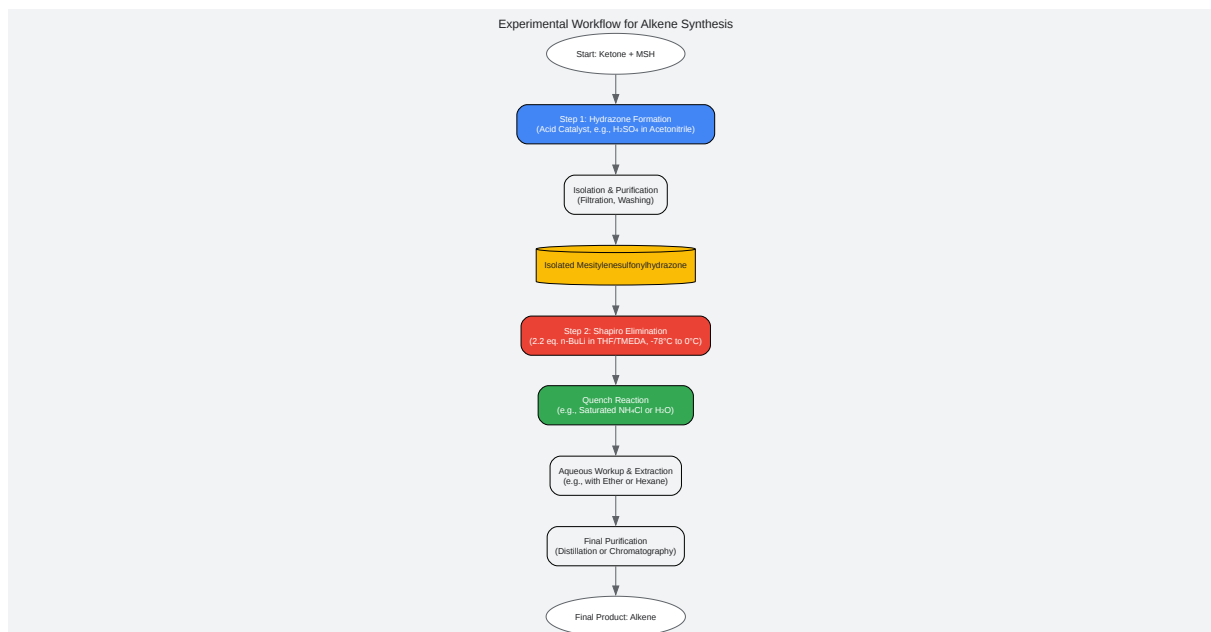 Experimental Workflow for Alkene Synthesis
Start: Ketone + MSH
Step 1: Hydrazone Formation
(Acid Catalyst, e.g., H₂SO₄ in Acetonitrile)
Isolation & Purification
(Filtration, Washing)
Isolated Mesitylenesulfonylhydrazone
Step 2: Shapiro Elimination
(2.2 eq. n-BuLi in THF/TMEDA, -78°C to 0°C)
Quench Reaction
(e.g., Saturated NH₄Cl or H₂O)
Aqueous Workup & Extraction
(e.g., with Ether or Hexane)
Final Purification
(Distillation or Chromatography)
Final Product: Alkene